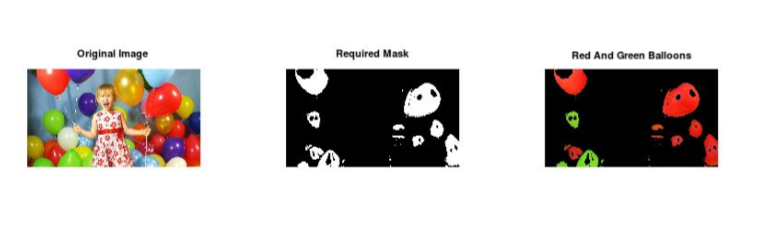 Original Image
Required Mask
Red And Green Balloons